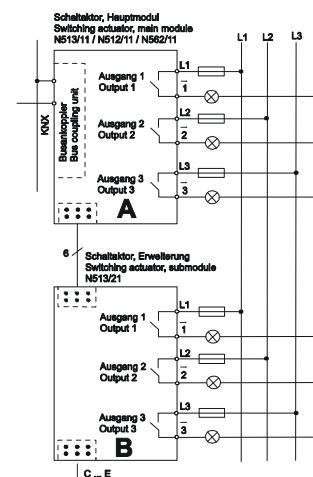 Schaltaktor, Hauptmodul
Switching actuator, main module
N513/11 / N512/11 / N562/11
L1 L2 L3
KNX
Busankoppler
Bus coupling unit
Ausgang 1
Output 1
L1
1
Ausgang 2
Output 2
L2
2
Ausgang 3
Output 3
L3
3
A
6
Schaltaktor, Erweiterung
Switching actuator, submodule
N513/21
Ausgang 1
Output 1
L1
1
Ausgang 2
Output 2
L2
2
Ausgang 3
Output 3
L3
3
B
C ... E